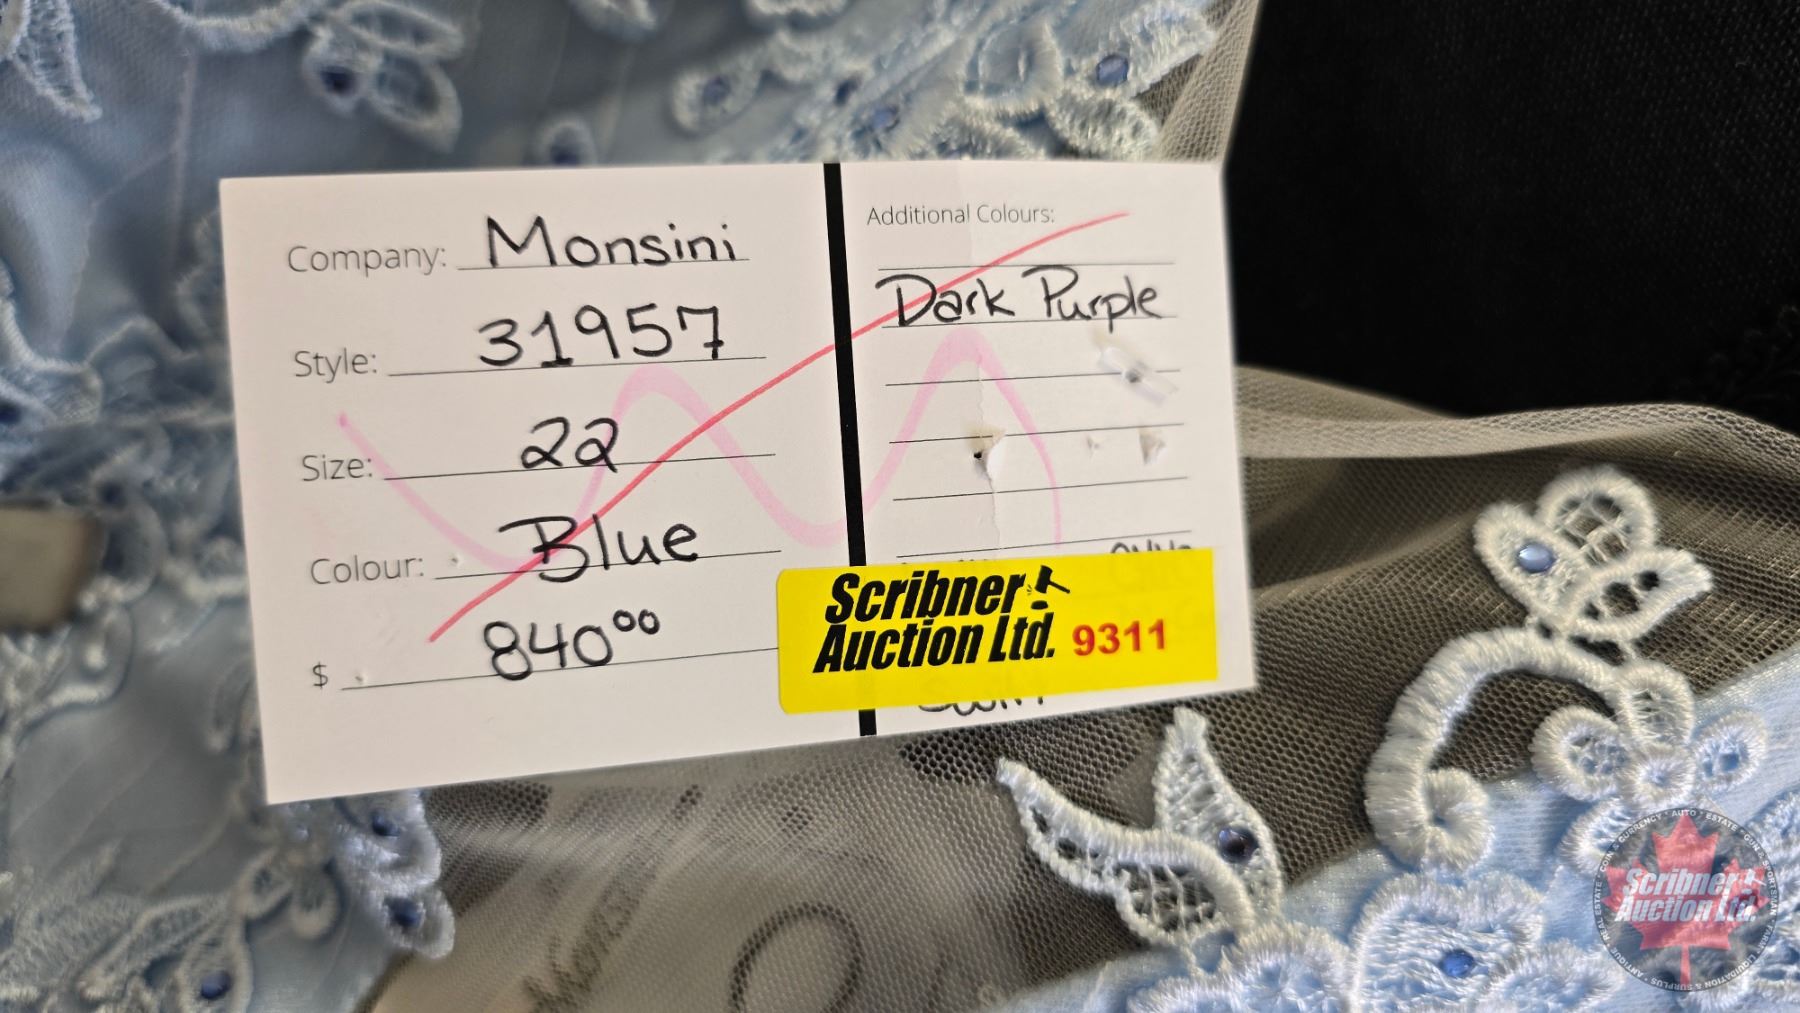 Company: Monsini
Style: 31957
Size: 22
Colour: Blue
$ 840⁰⁰
Additional Colours:
Dark Purple
Scribner
Auction Ltd. 9311
Scribner
Auction Ltd.